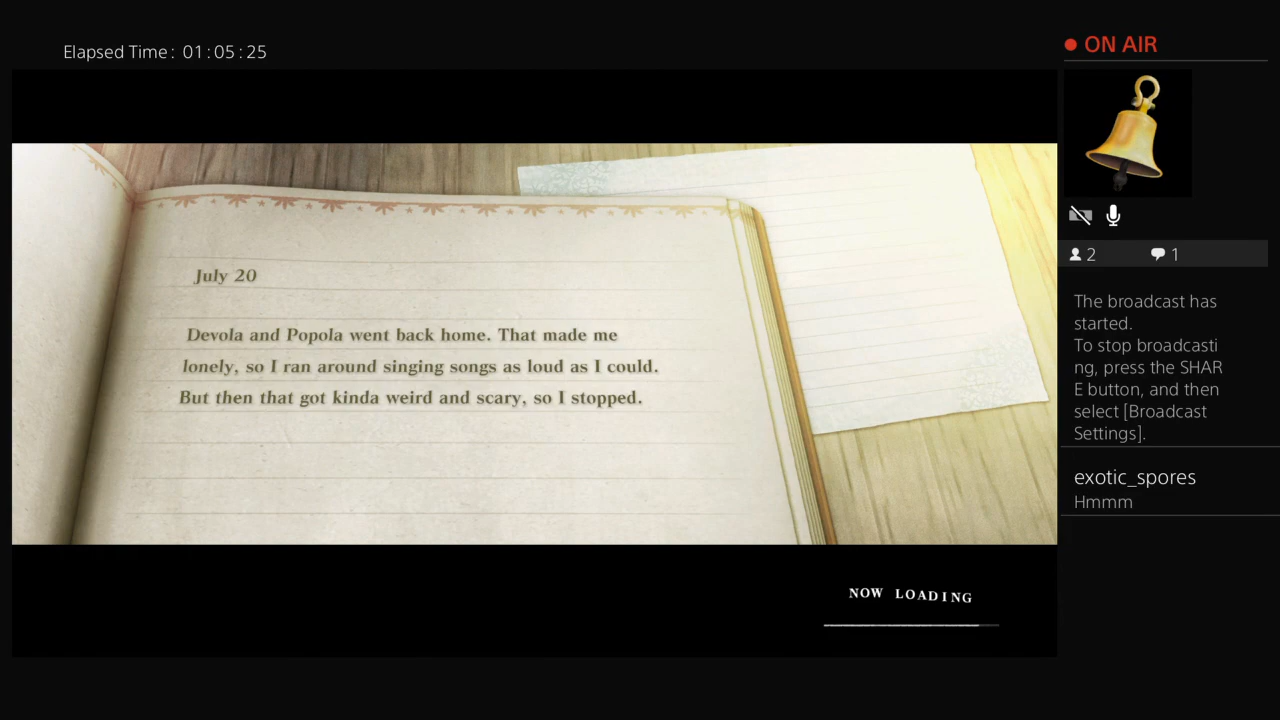 Elapsed Time: 01:05:25
ON AIR
2
1
July 20
Devola and Popola went back home. That made me
lonely, so I ran around singing songs as loud as I could.
But then that got kinda weird and scary, so I stopped.
NOW LOADING
The broadcast has
started.
To stop broadcasti
ng, press the SHAR
E button, and then
select [Broadcast
Settings].
exotic_spores
Hmmm